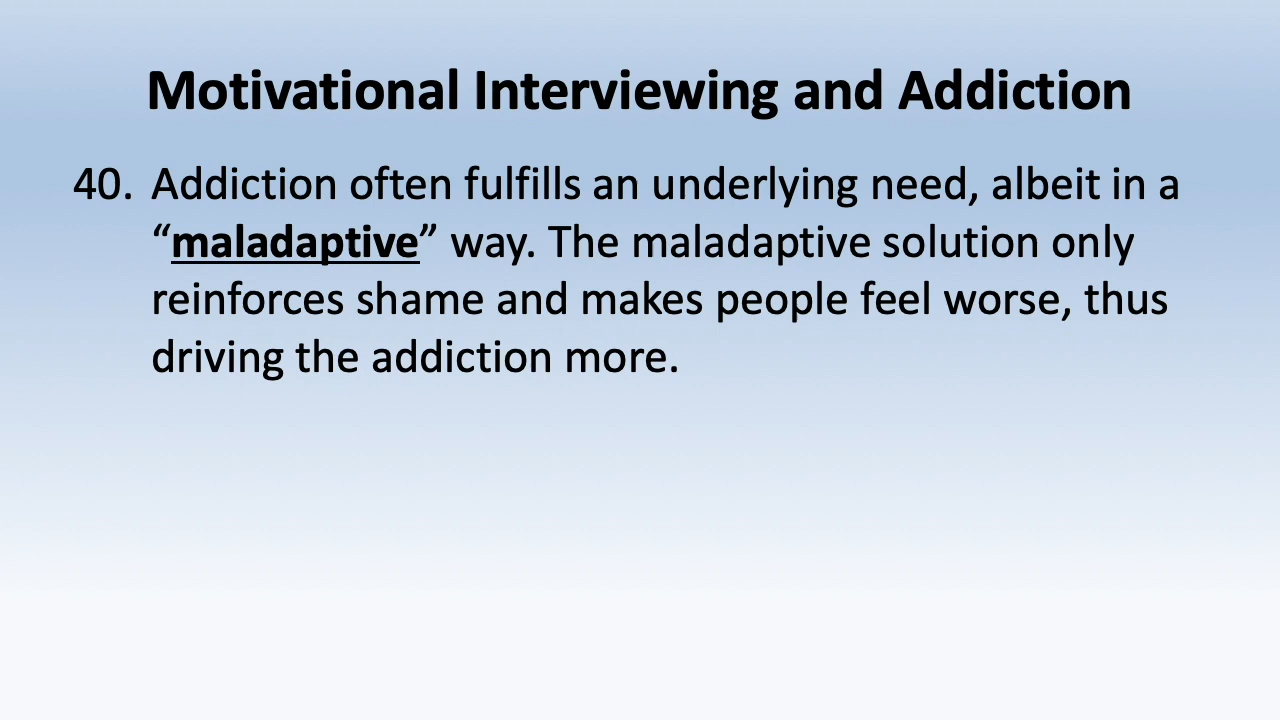 Motivational Interviewing and Addiction
40. Addiction often fulfills an underlying need, albeit in a
“maladaptive” way. The maladaptive solution only
reinforces shame and makes people feel worse, thus
driving the addiction more.